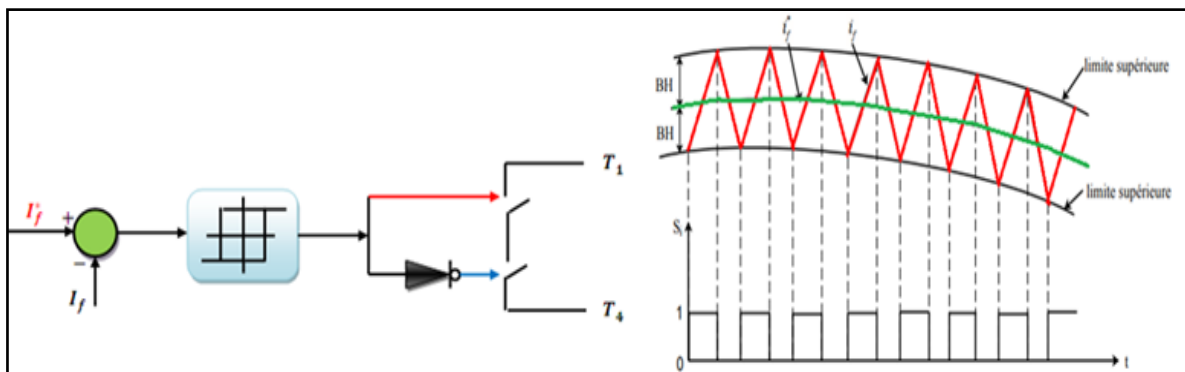 I*f
+
−
If
T1
T4
i*f
if
limite supérieure
BH
BH
limite supérieure
Si
1
0
t